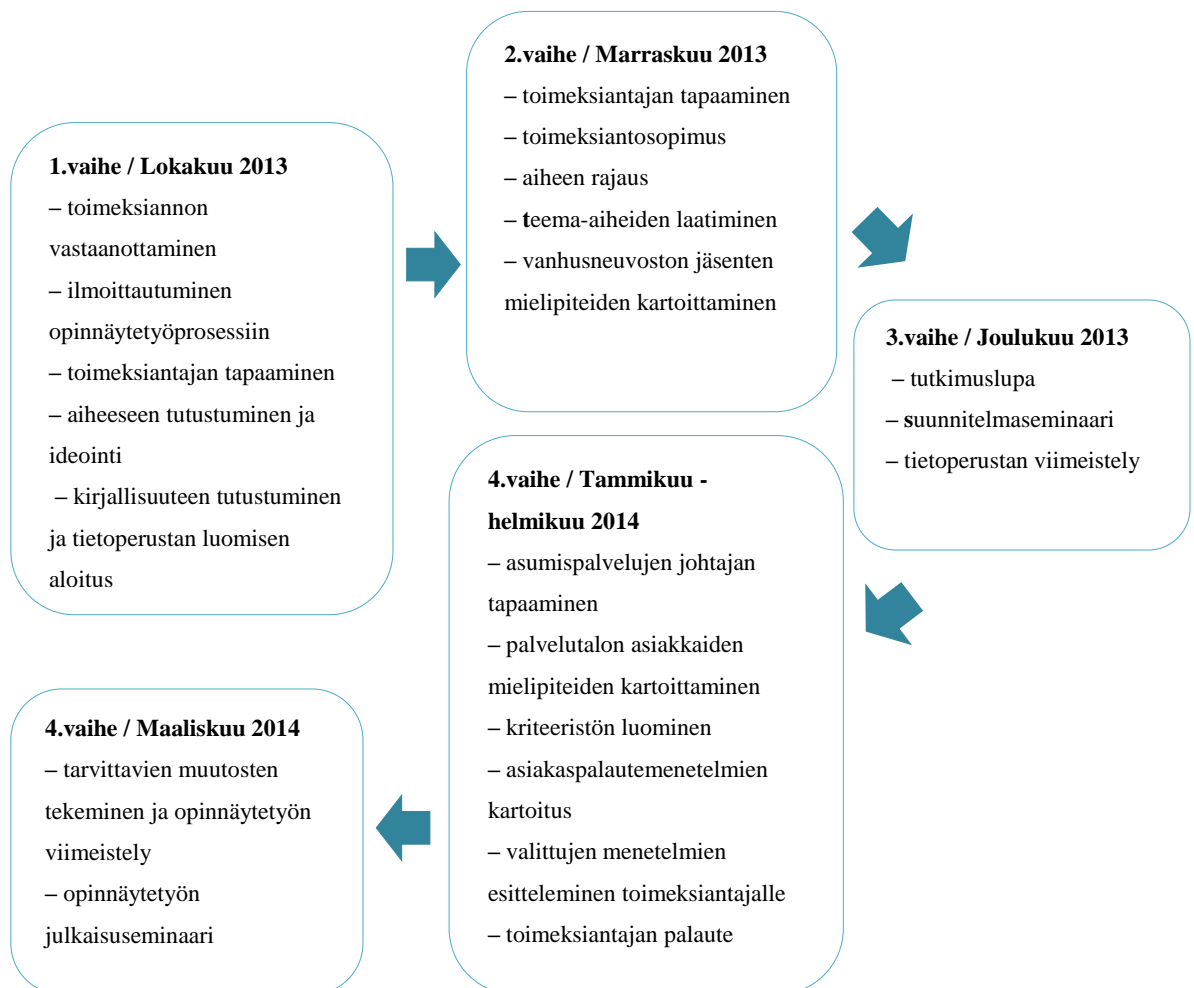 1.vaihe / Lokakuu 2013
– toimeksiannon
vastaanottaminen
– ilmoittautuminen
opinnäytetyöprosessiin
– toimeksiantajan tapaaminen
– aiheeseen tutustuminen ja
ideointi
– kirjallisuuteen tutustuminen
ja tietoperustan luomisen
aloitus
2.vaihe / Marraskuu 2013
– toimeksiantajan tapaaminen
– toimeksiantosopimus
– aiheen rajaus
– teema-aiheiden laatiminen
– vanhusneuvoston jäsenten
mielipiteiden kartoittaminen
3.vaihe / Joulukuu 2013
– tutkimuslupa
– suunnitelmaseminaari
– tietoperustan viimeistely
4.vaihe / Tammikuu -
helmikuu 2014
– asumispalvelujen johtajan
tapaaminen
– palvelutalon asiakkaiden
mielipiteiden kartoittaminen
– kriteeristön luominen
– asiakaspalautemenetelmien
kartoitus
– valittujen menetelmien
esitteleminen toimeksiantajalle
– toimeksiantajan palaute
4.vaihe / Maaliskuu 2014
– tarvittavien muutosten
tekeminen ja opinnäytetyön
viimeistely
– opinnäytetyön
julkaisuseminaari